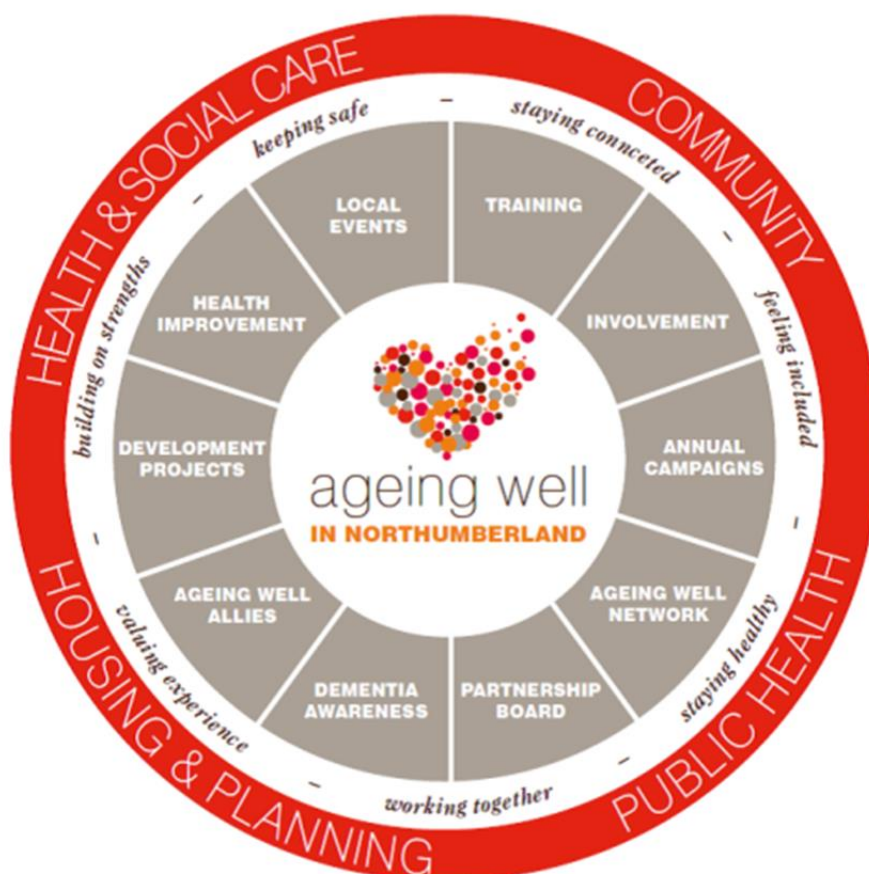 HEALTH & SOCIAL CARE
COMMUNITY
PUBLIC HEALTH
HOUSING & PLANNING
keeping safe
–
staying connceted
–
feeling included
–
staying healthy
–
working together
–
valuing experience
–
building on strengths
–
LOCAL
EVENTS
TRAINING
INVOLVEMENT
ANNUAL
CAMPAIGNS
AGEING WELL
NETWORK
PARTNERSHIP
BOARD
DEMENTIA
AWARENESS
AGEING WELL
ALLIES
DEVELOPMENT
PROJECTS
HEALTH
IMPROVEMENT
ageing well
IN NORTHUMBERLAND